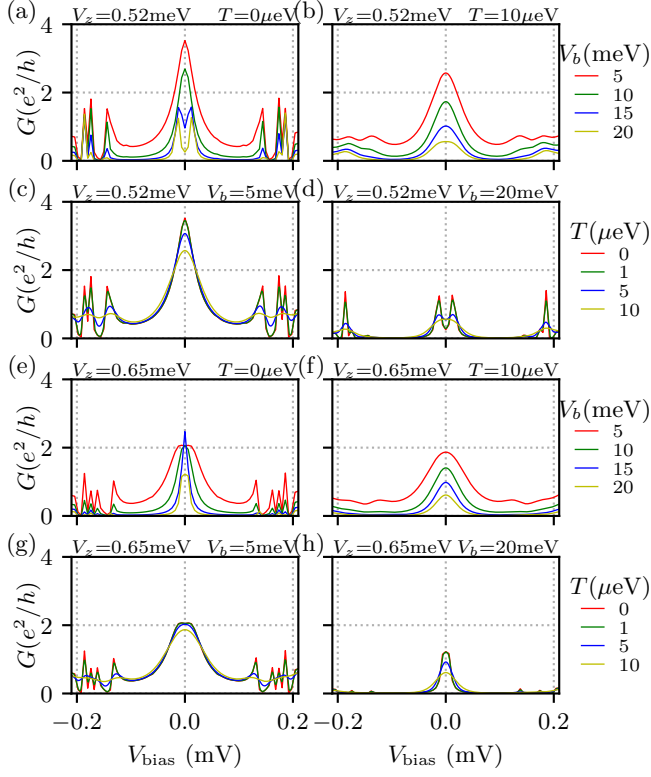 (a) V_z=0.52meV T=0μeV
(b) V_z=0.52meV T=10μeV
G(e²/h)
4
2
0
V_b(meV)
5
10
15
20
(c) V_z=0.52meV V_b=5meV
(d) V_z=0.52meV V_b=20meV
G(e²/h)
4
2
0
T(μeV)
0
1
5
10
(e) V_z=0.65meV T=0μeV
(f) V_z=0.65meV T=10μeV
G(e²/h)
4
2
0
V_b(meV)
5
10
15
20
(g) V_z=0.65meV V_b=5meV
(h) V_z=0.65meV V_b=20meV
G(e²/h)
4
2
0
T(μeV)
0
1
5
10
−0.2 0.0 0.2
−0.2 0.0 0.2
V_bias (mV)
V_bias (mV)